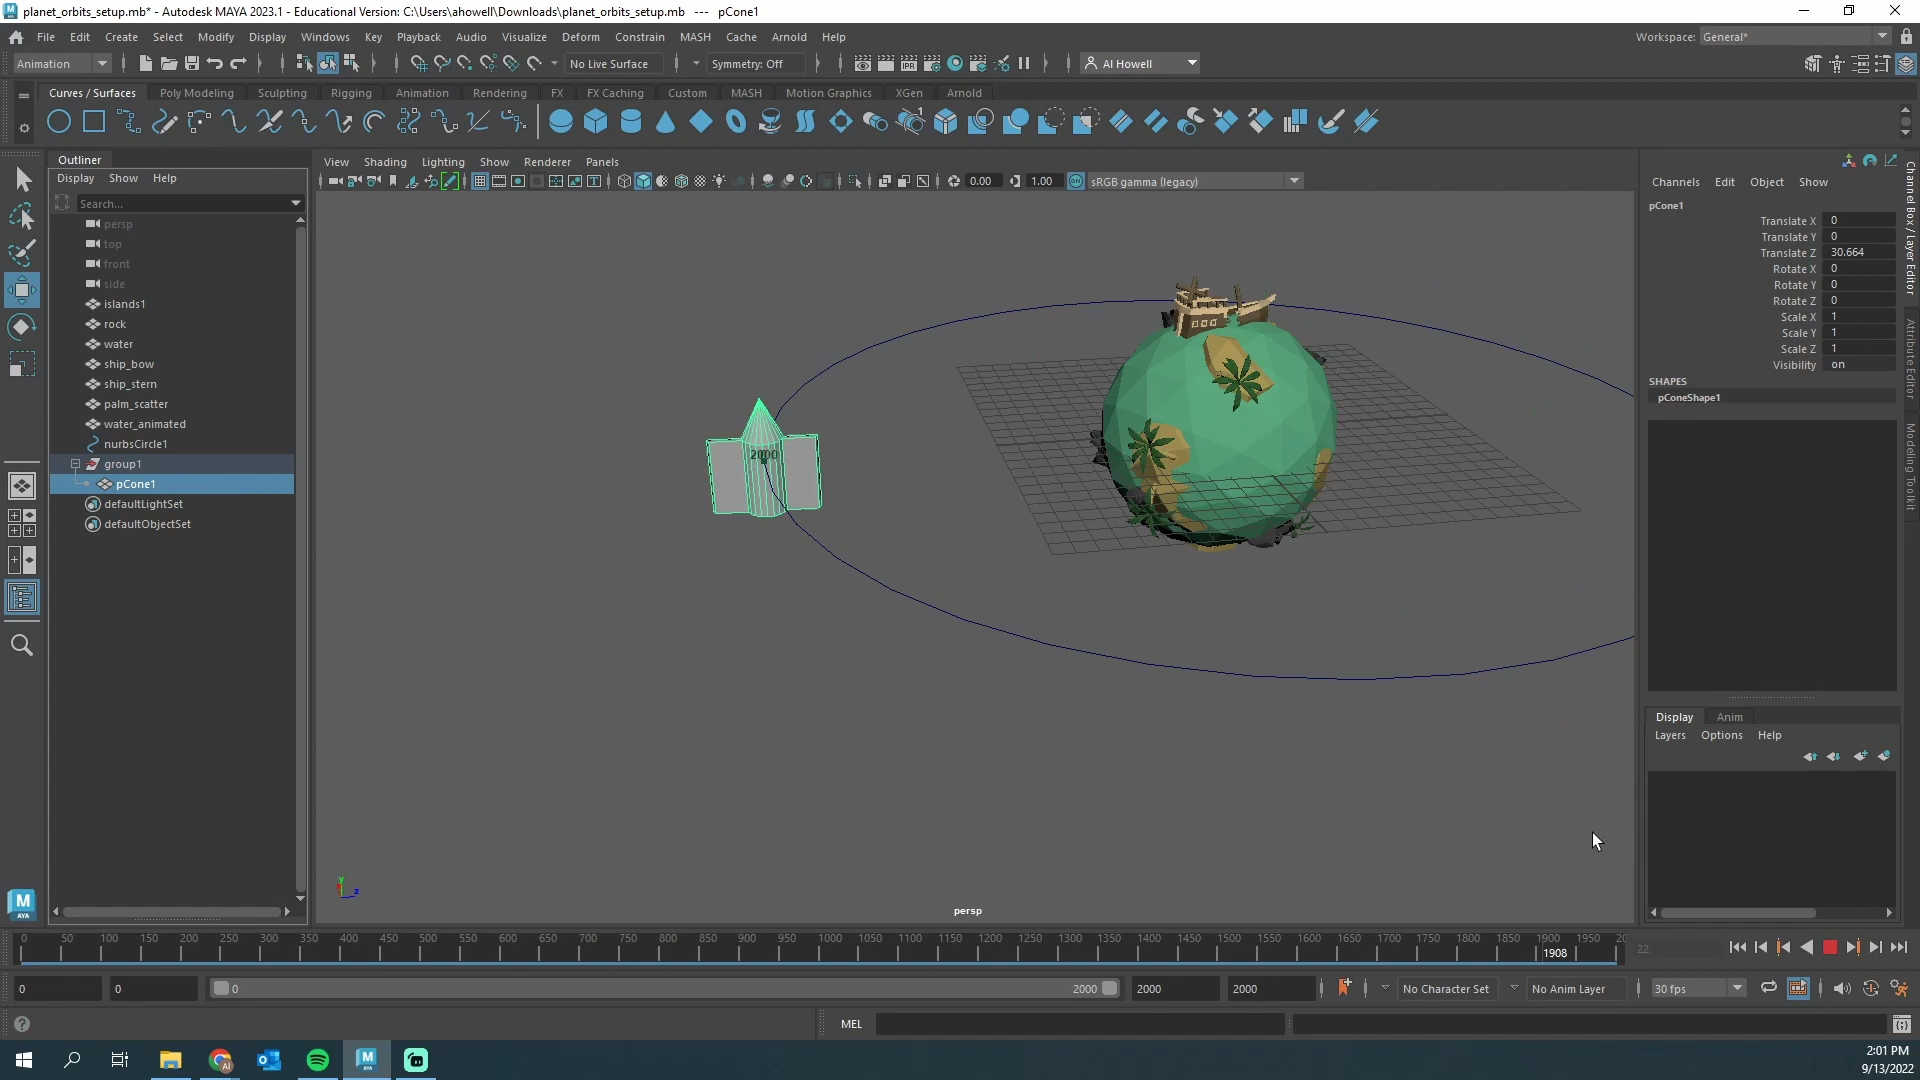 planet_orbits_setup.mb* - Autodesk MAYA 2023.1 - Educational Version: C:\Users\ahowell\Downloads\planet_orbits_setup.mb --- pCone1
File Edit Create Select Modify Display Windows Key Playback Audio Visualize Deform Constrain MASH Cache Arnold Help
Workspace: General*
Animation
No Live Surface
Symmetry: Off
IPR
Al Howell
Curves / Surfaces Poly Modeling Sculpting Rigging Animation Rendering FX FX Caching Custom MASH Motion Graphics XGen Arnold
Outliner
Display Show Help
Search...
persp
top
front
side
islands1
rock
water
ship_bow
ship_stern
palm_scatter
water_animated
nurbsCircle1
group1
pCone1
defaultLightSet
defaultObjectSet
View Shading Lighting Show Renderer Panels
0.00
1.00
ON
sRGB gamma (legacy)
2000
y
z
persp
Channels Edit Object Show
pCone1
Translate X 0
Translate Y 0
Translate Z 30.664
Rotate X 0
Rotate Y 0
Rotate Z 0
Scale X 1
Scale Y 1
Scale Z 1
Visibility on
SHAPES
pConeShape1
Channel Box / Layer Editor
Attribute Editor
Modeling Toolkit
Display Anim
Layers Options Help
0 50 100 150 200 250 300 350 400 450 500 550 600 650 700 750 800 850 900 950 1000 1050 1100 1150 1200 1250 1300 1350 1400 1450 1500 1550 1600 1650 1700 1750 1800 1850 1900 1950 20
1908
22
0
0
0
2000
2000
2000
No Character Set
No Anim Layer
30 fps
MEL
M
AYA
2:01 PM
9/13/2022